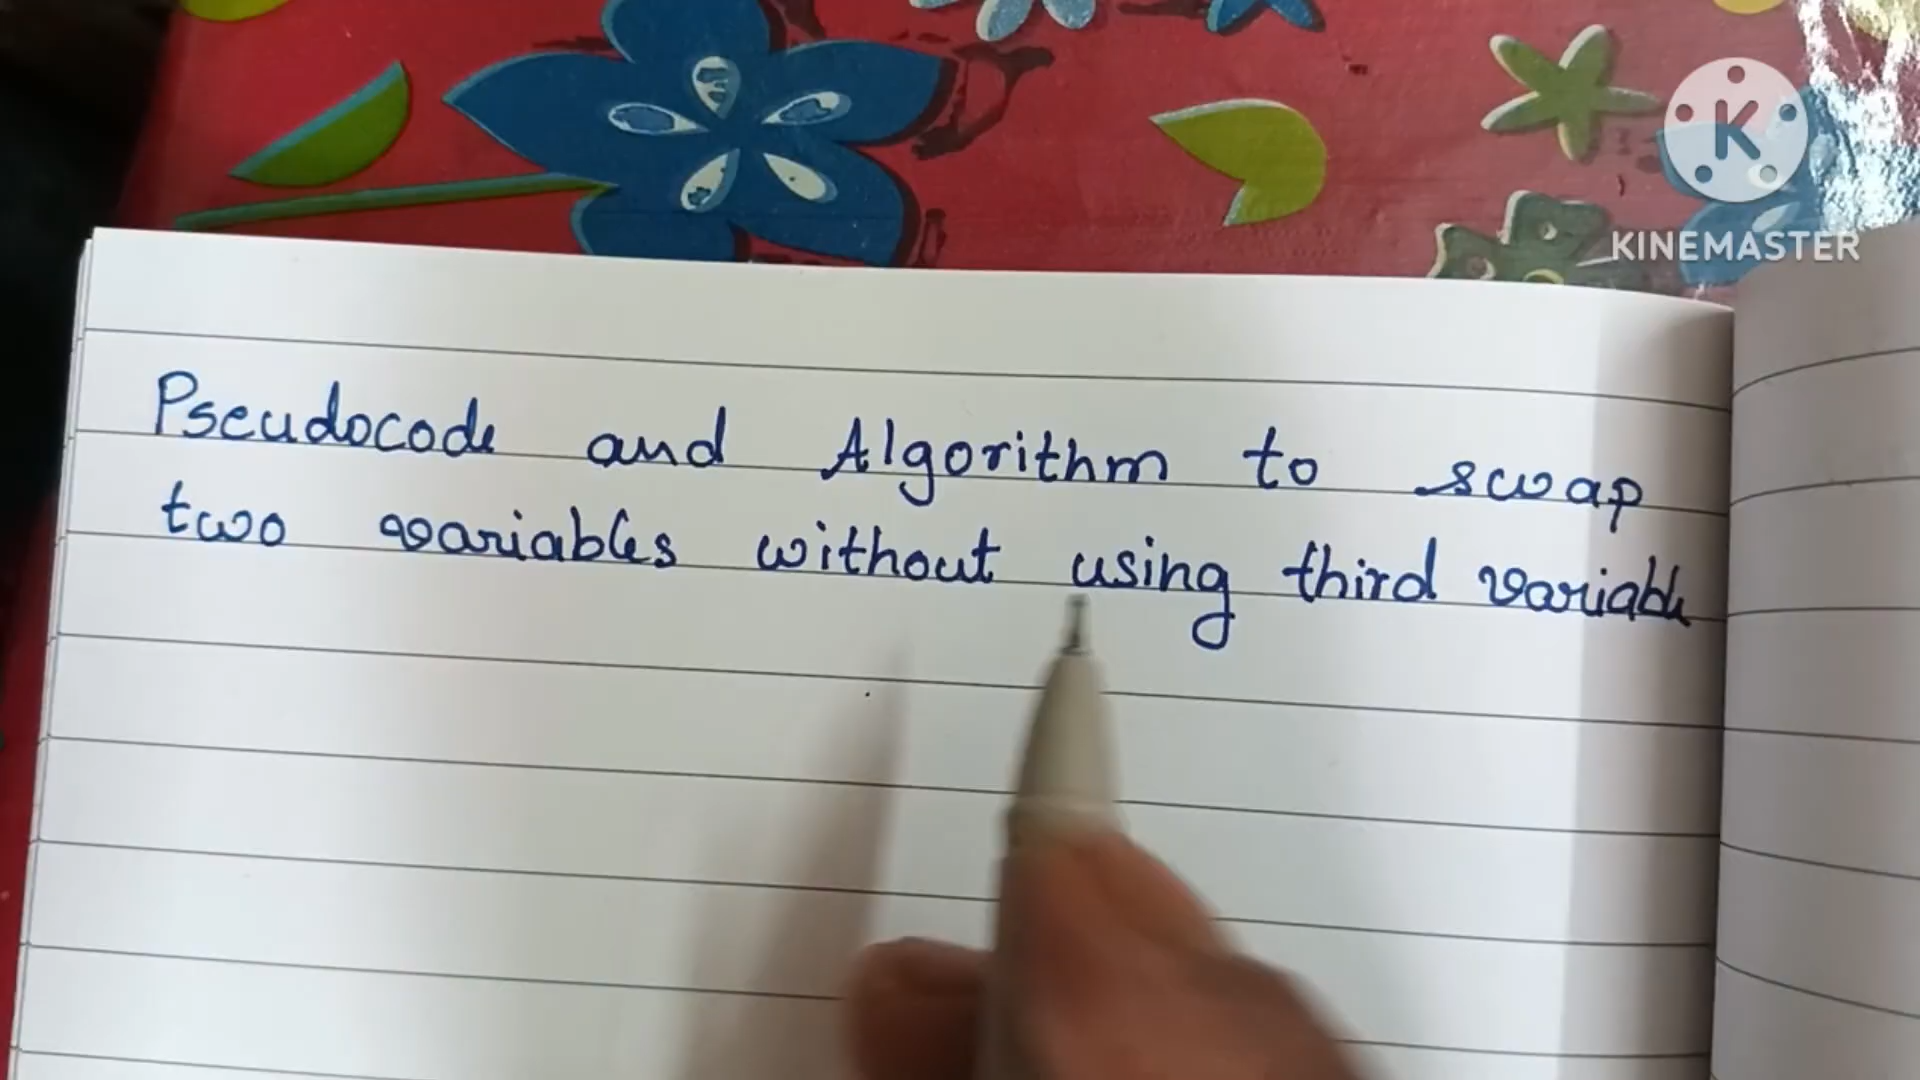 K
KINEMASTER
Pseudocode and Algorithm to swap
two variables without using third variable